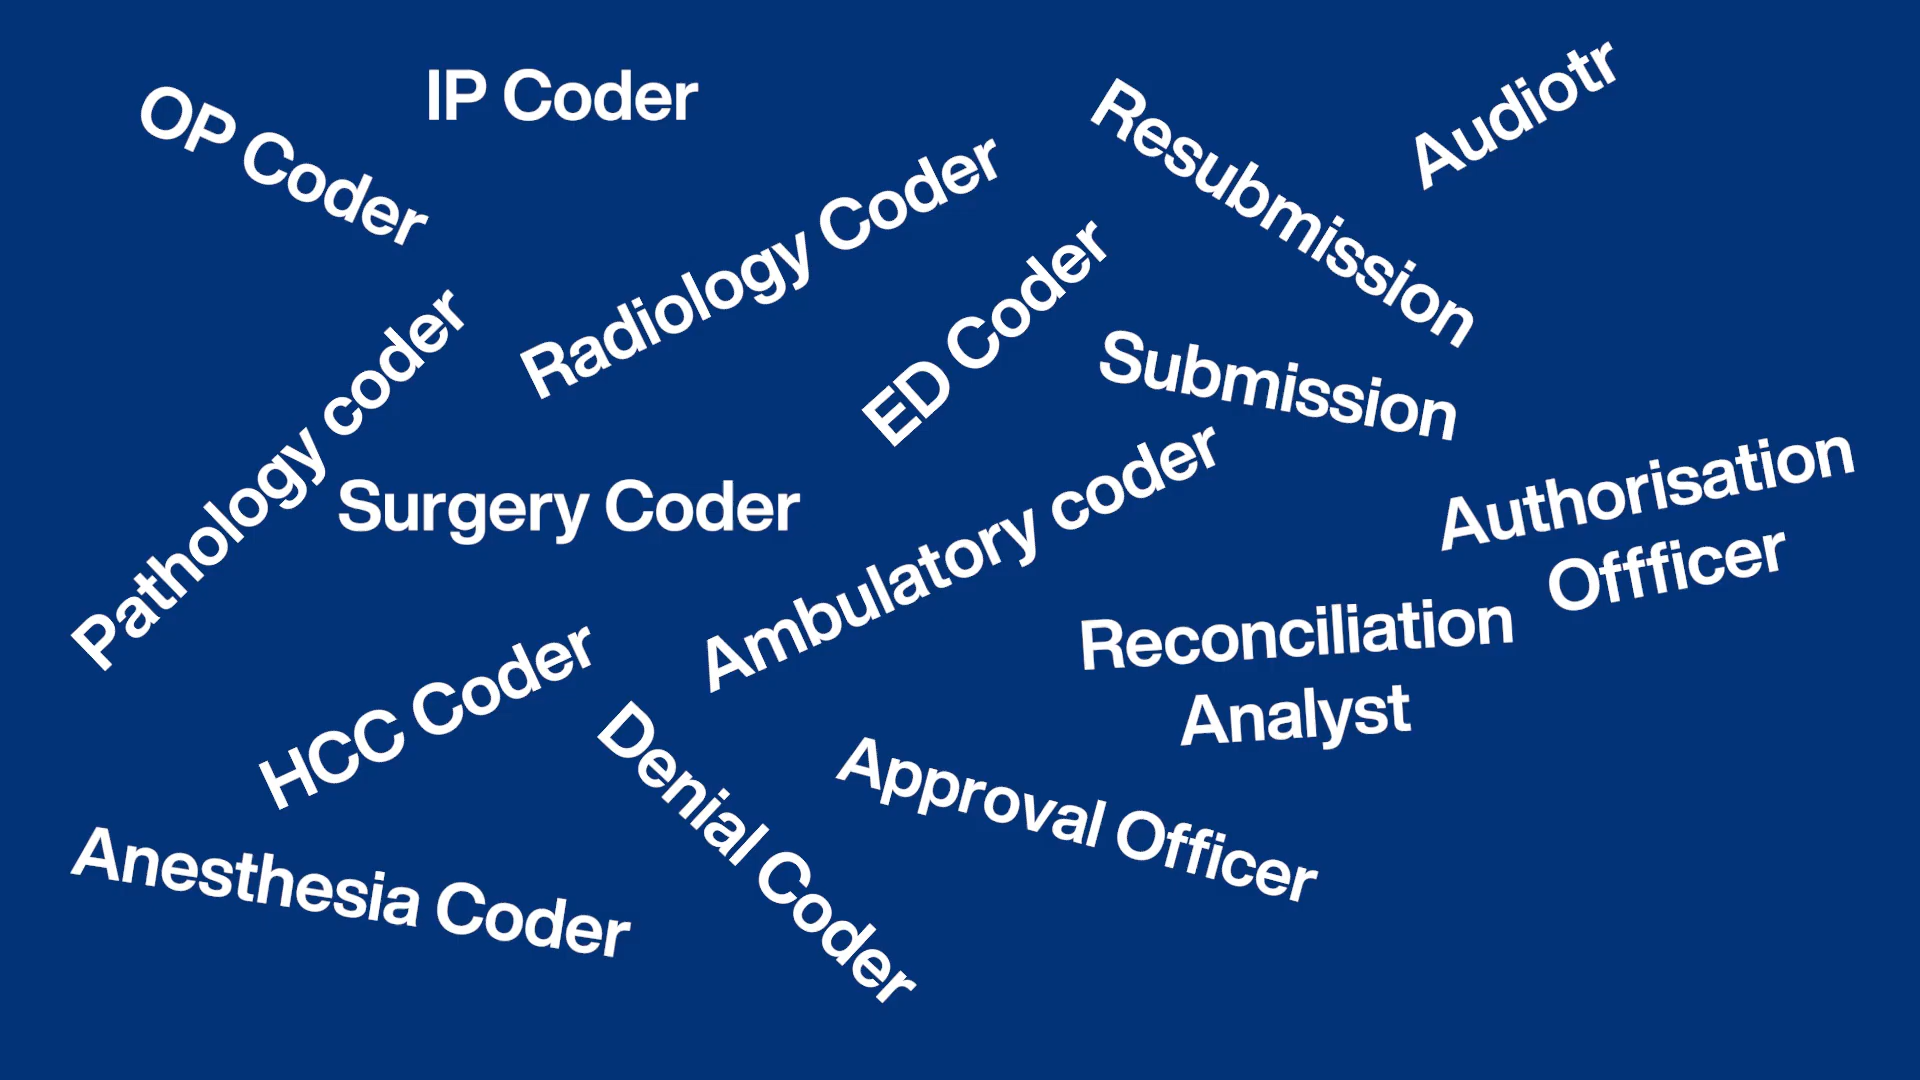 OP Coder
IP Coder
Resubmission
Audiotr
Radiology Coder
ED Coder
Submission
Pathology coder
Surgery Coder
Ambulatory coder
Authorisation
Offficer
Reconciliation
Analyst
HCC Coder
Denial Coder
Approval Officer
Anesthesia Coder